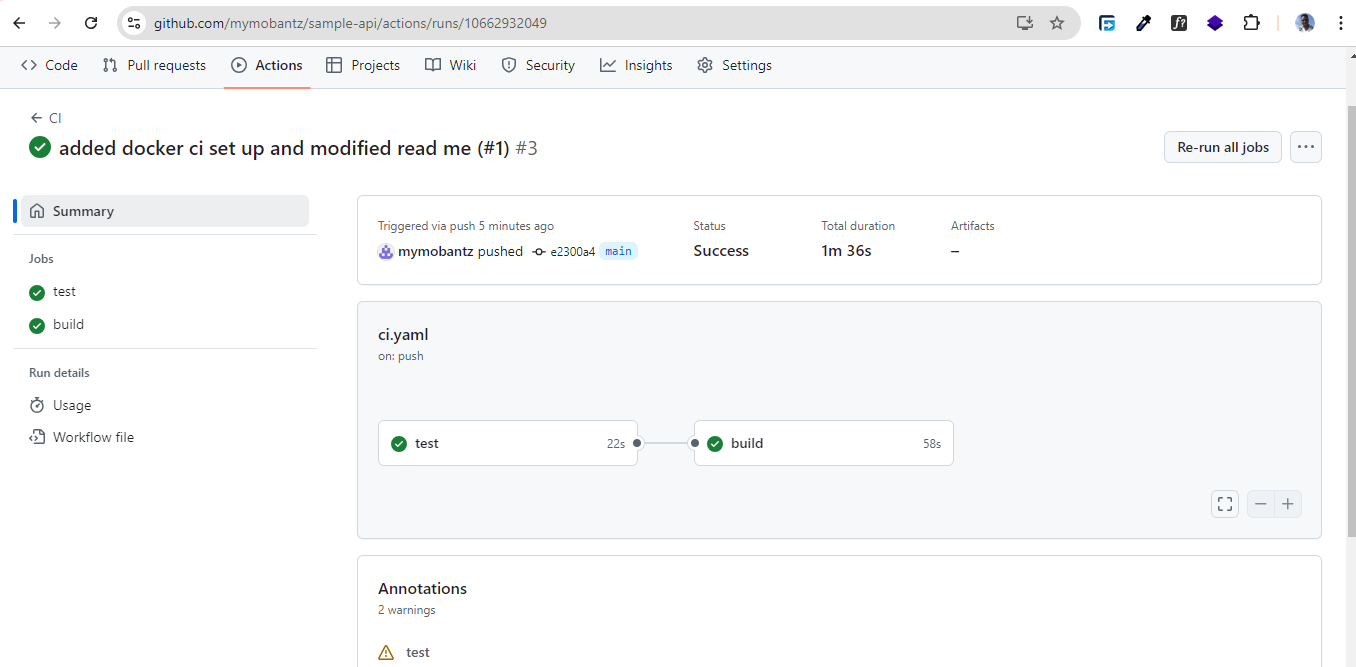 github.com/mymobantz/sample-api/actions/runs/10662932049
f?
Code Pull requests Actions Projects Wiki Security Insights Settings
CI
added docker ci set up and modified read me (#1) #3
Re-run all jobs
Summary
Jobs
test
build
Run details
Usage
Workflow file
Triggered via push 5 minutes ago
mymobantz pushed e2300a4 main
Status
Success
Total duration
1m 36s
Artifacts
–
ci.yaml
on: push
test 22s
build 58s
Annotations
2 warnings
test